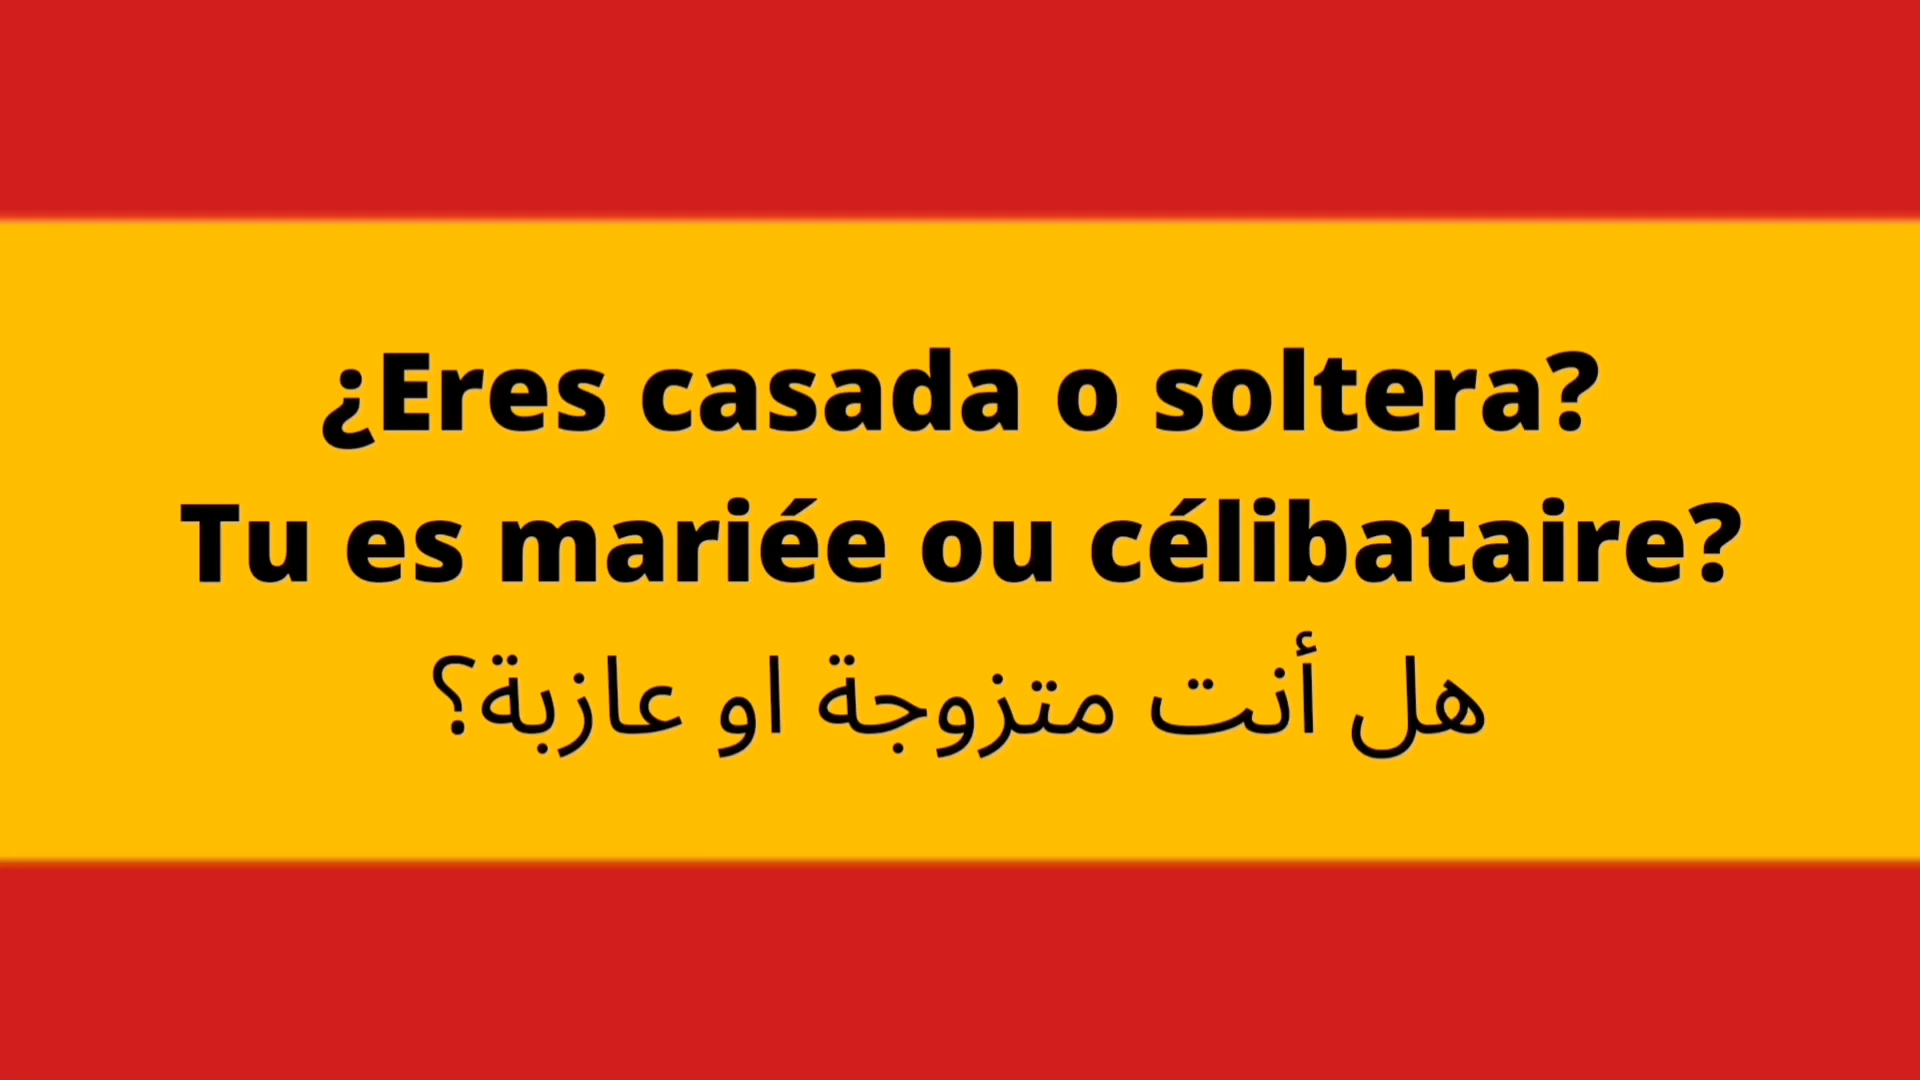 ¿Eres casada o soltera?
Tu es mariée ou célibataire?
هل أنت متزوجة او عازبة؟